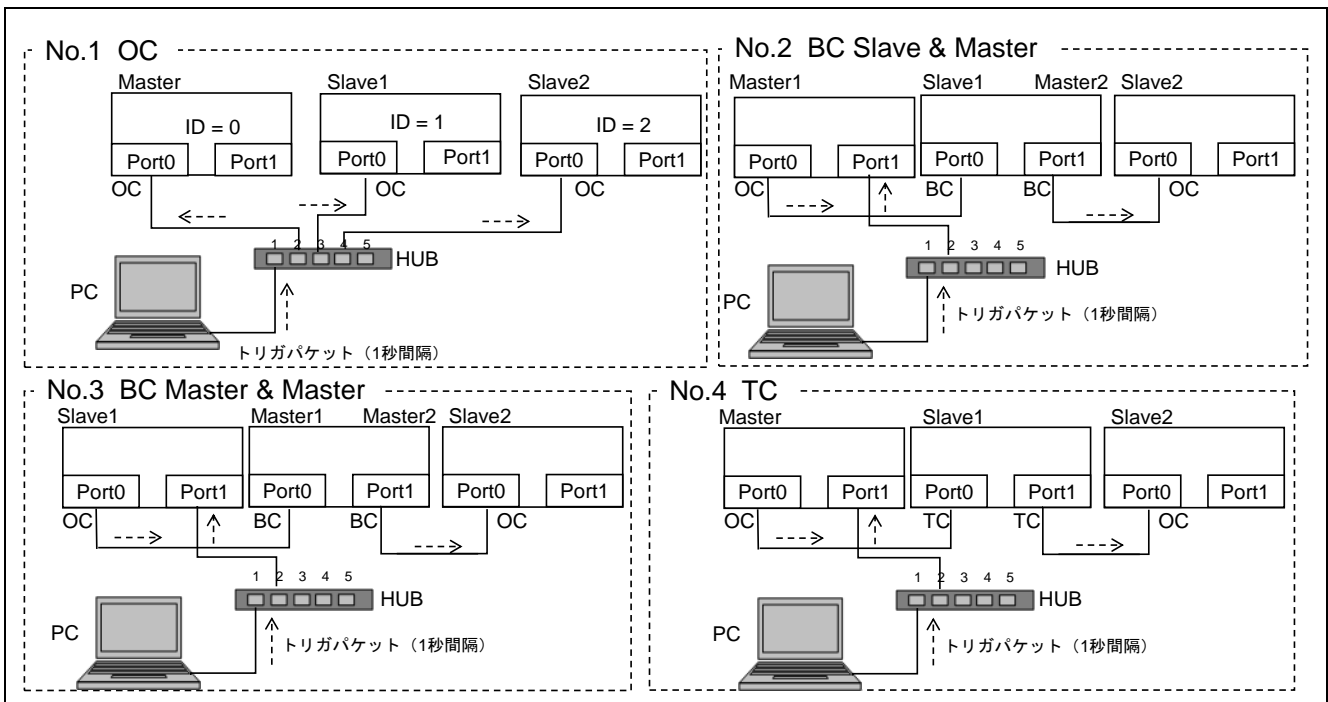 No.1 OC
Master Slave1 Slave2
ID = 0 ID = 1 ID = 2
Port0 Port1 Port0 Port1 Port0 Port1
OC OC OC
1 2 3 4 5
HUB
PC
トリガパケット（1秒間隔）
No.2 BC Slave & Master
Master1 Slave1 Master2 Slave2
Port0 Port1 Port0 Port1 Port0 Port1
OC BC BC OC
1 2 3 4 5
HUB
PC
トリガパケット（1秒間隔）
No.3 BC Master & Master
Slave1 Master1 Master2 Slave2
Port0 Port1 Port0 Port1 Port0 Port1
OC BC BC OC
1 2 3 4 5
HUB
PC
トリガパケット（1秒間隔）
No.4 TC
Master Slave1 Slave2
Port0 Port1 Port0 Port1 Port0 Port1
OC TC TC OC
1 2 3 4 5
HUB
PC
トリガパケット（1秒間隔）